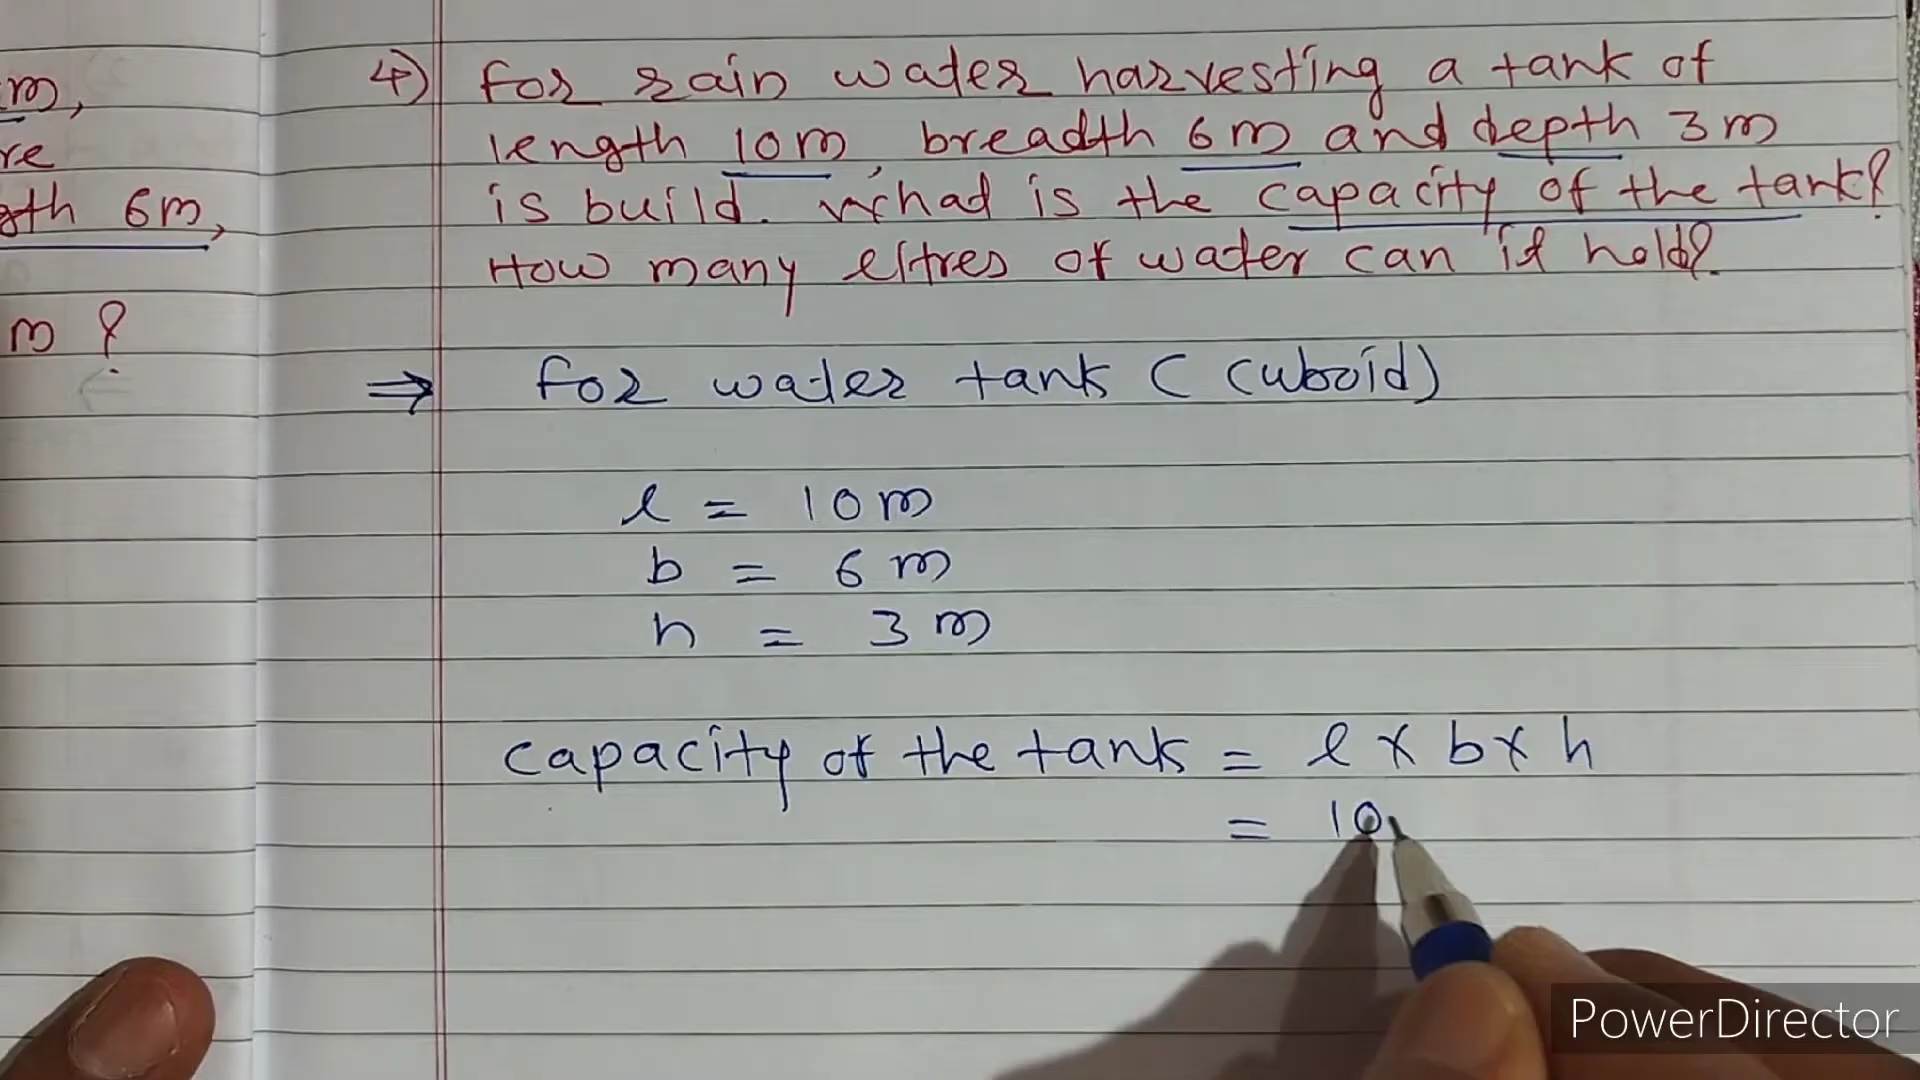 m,
re
gth 6m,
m ?
4) For rain water harvesting a tank of
length 10m, breadth 6m and depth 3m
is build. What is the capacity of the tank?
How many litres of water can it hold?
⇒ For water tank ( Cuboid)
l = 10m
b = 6 m
h = 3 m
capacity of the tank = l × b × h
= 10
PowerDirector